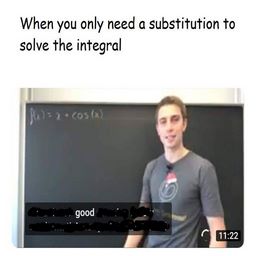 When you only need a substitution to
solve the integral
f(x) = x + cos(x)
good
11:22